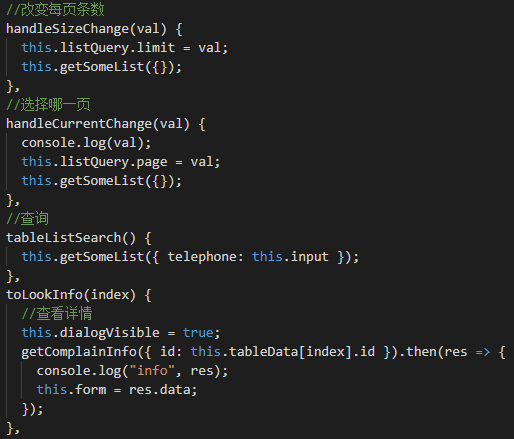 //改变每页条数
handleSizeChange(val) {
  this.listQuery.limit = val;
  this.getSomeList({});
},
//选择哪一页
handleCurrentChange(val) {
  console.log(val);
  this.listQuery.page = val;
  this.getSomeList({});
},
//查询
tableListSearch() {
  this.getSomeList({ telephone: this.input });
},
toLookInfo(index) {
  //查看详情
  this.dialogVisible = true;
  getComplainInfo({ id: this.tableData[index].id }).then(res => {
    console.log("info", res);
    this.form = res.data;
  });
},